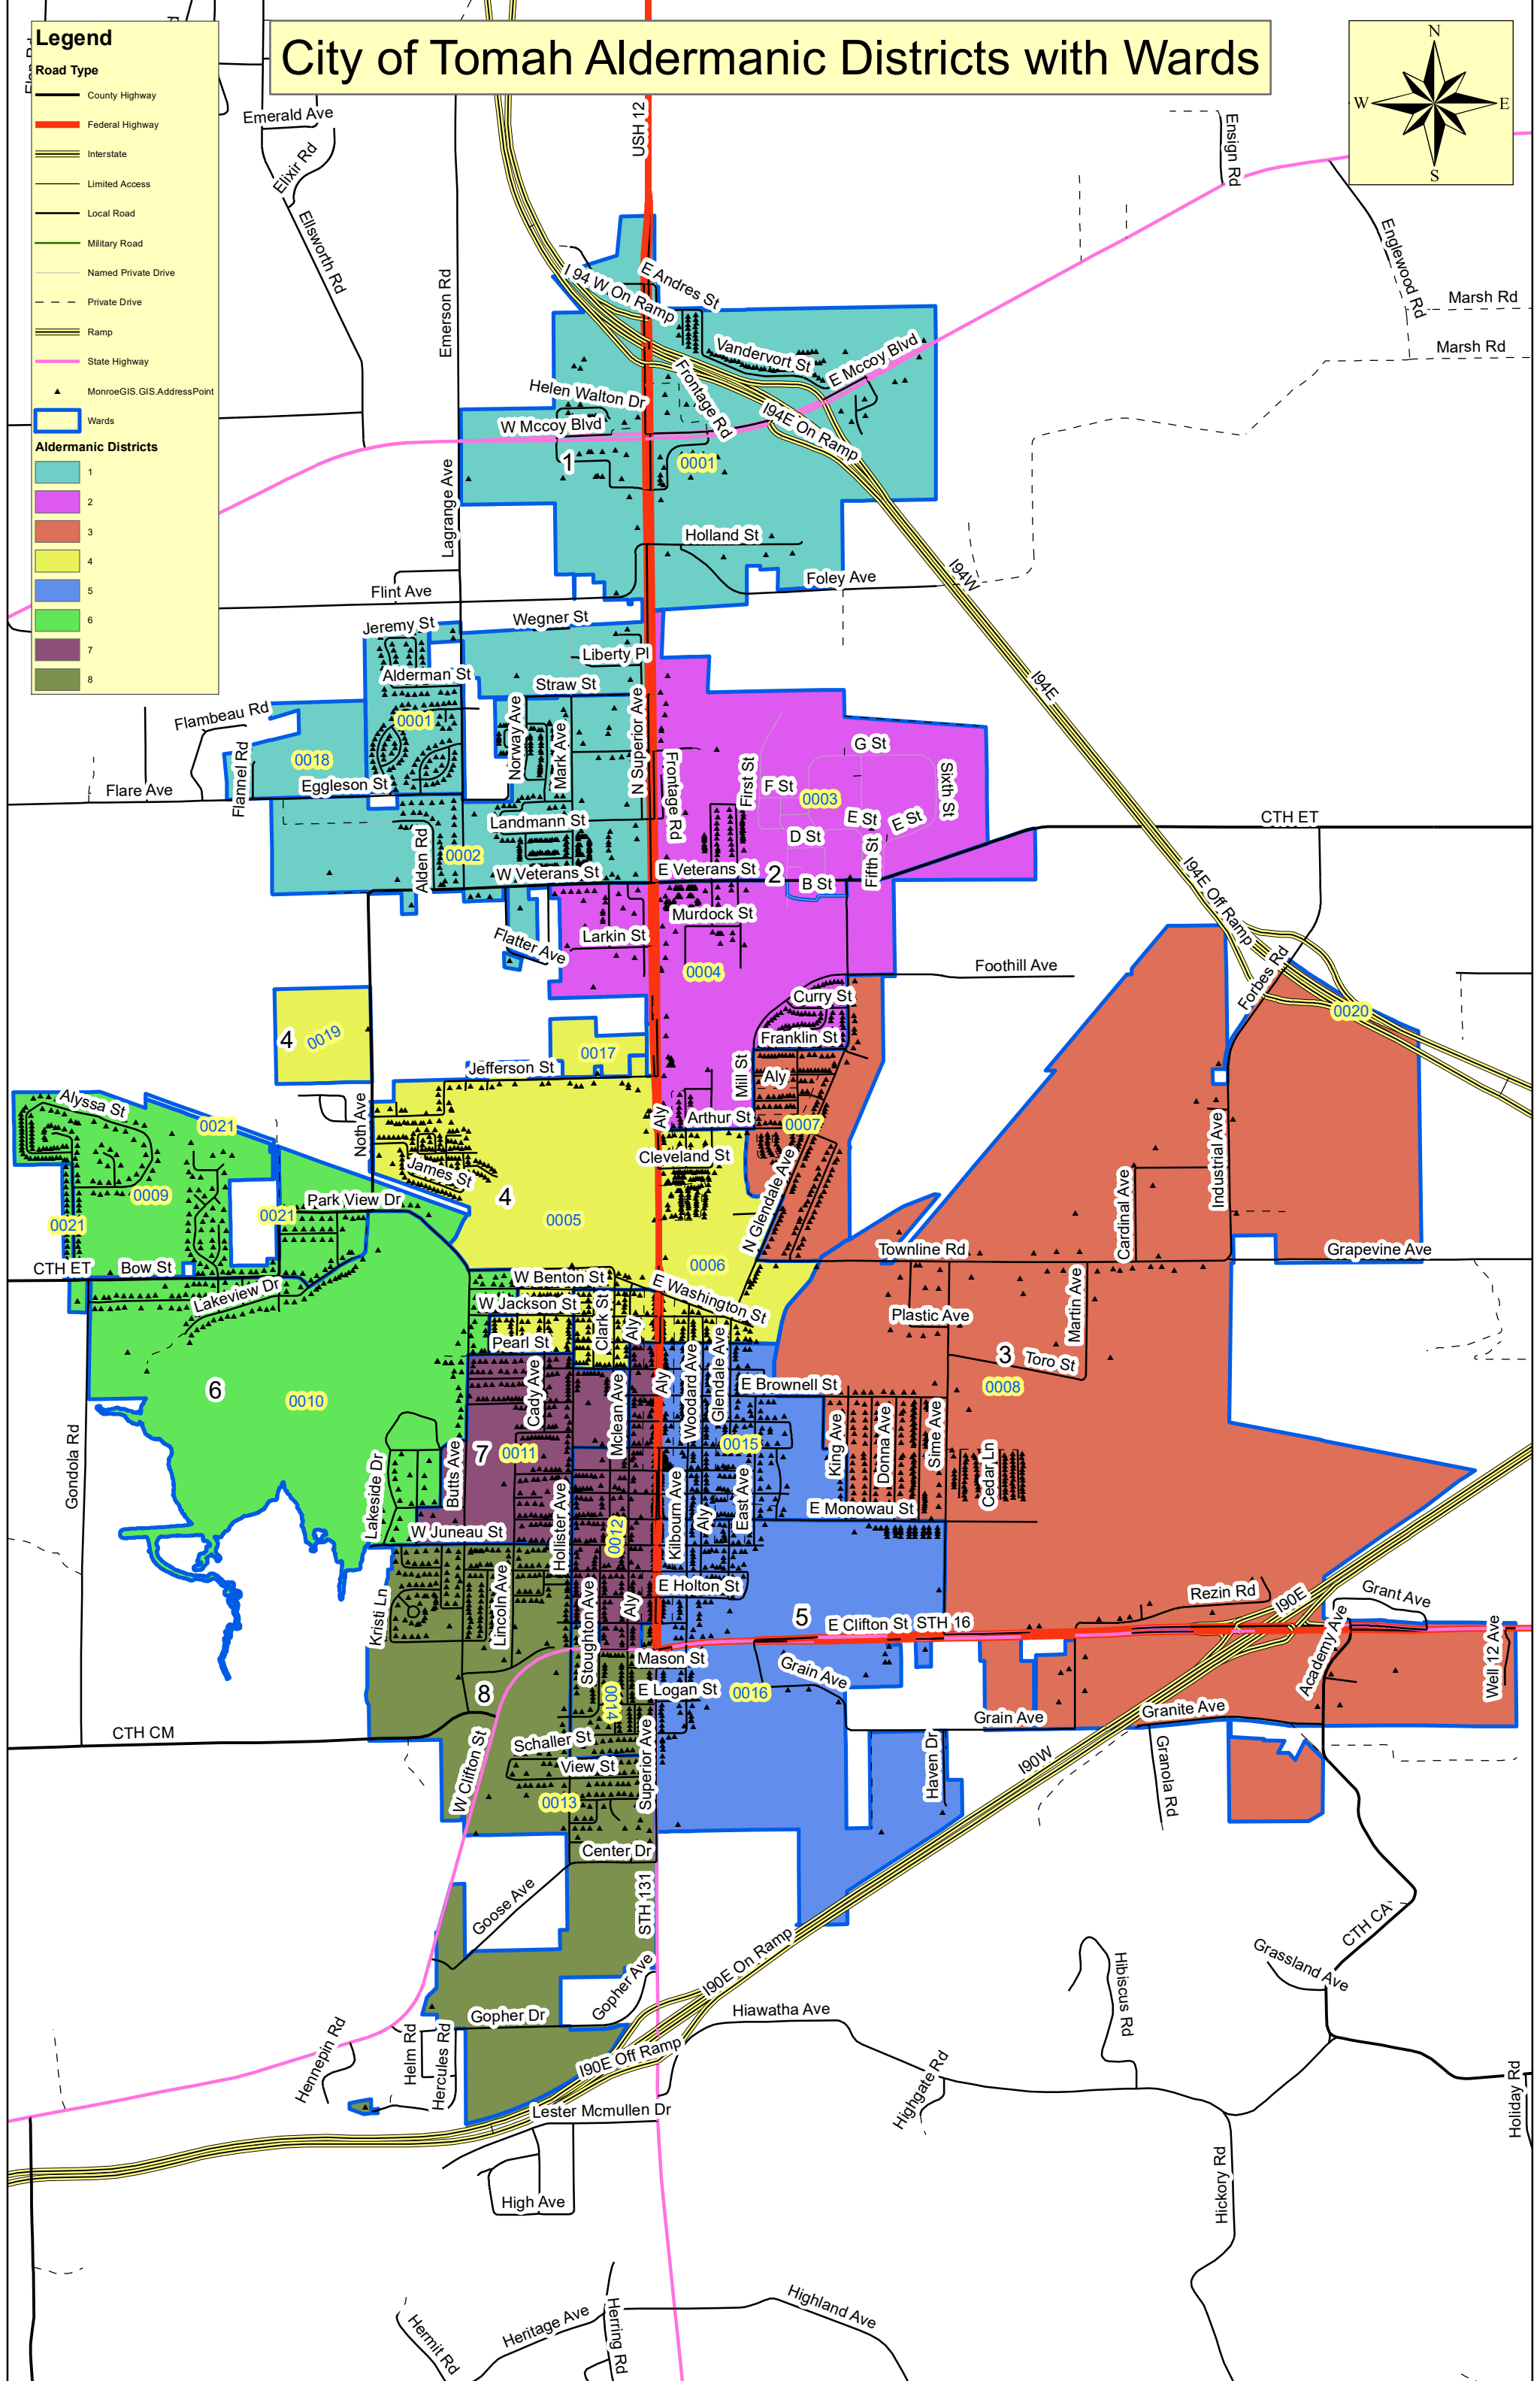 City of Tomah Aldermanic Districts with Wards
Legend
Road Type
County Highway
Federal Highway
Interstate
Limited Access
Local Road
Military Road
Named Private Drive
Private Drive
Ramp
State Highway
MonroeGIS.GIS.AddressPoint
Wards
Aldermanic Districts
1
2
3
4
5
6
7
8
N
W
E
S
Emerald Ave
Elixir Rd
Ellsworth Rd
Emerson Rd
USH 12
Ensign Rd
Englewood Rd
Marsh Rd
Marsh Rd
E Andres St
I 94 W On Ramp
Vandervort St
E Mccoy Blvd
Frontage Rd
Helen Walton Dr
W Mccoy Blvd
I94E On Ramp
1
0001
Lagrange Ave
Holland St
Foley Ave
I94W
Flint Ave
Wegner St
Jeremy St
Liberty Pl
Alderman St
Straw St
I94E
Flambeau Rd
0001
Norway Ave
Mark Ave
N Superior Ave
0018
Flannel Rd
Eggleson St
Flare Ave
Frontage Rd
First St
G St
F St
0003
Sixth St
E St
E St
D St
Fifth St
CTH ET
Landmann St
Alden Rd
0002
W Veterans St
E Veterans St
2
B St
I94E Off Ramp
Murdock St
Flatter Ave
Larkin St
0004
Foothill Ave
Forbes Rd
Curry St
Franklin St
0020
4
0019
0017
Jefferson St
Mill St
Aly
Aly
Arthur St
0007
Alyssa St
0021
Noth Ave
Cleveland St
James St
Industrial Ave
0009
0021
0021
Park View Dr
4
0005
N Glendale Ave
Cardinal Ave
Townline Rd
Grapevine Ave
CTH ET
Bow St
0006
Lakeview Dr
W Benton St
E Washington St
W Jackson St
Clark St
Aly
Plastic Ave
Martin Ave
Pearl St
3
Toro St
0008
6
0010
Cady Ave
Mclean Ave
Aly
Woodard Ave
Glendale Ave
E Brownell St
Gondola Rd
7
0011
0015
King Ave
Donna Ave
Sime Ave
Cedar Ln
Lakeside Dr
Butts Ave
Hollister Ave
Kilbourn Ave
Aly
East Ave
E Monowau St
W Juneau St
0012
E Holton St
Kristi Ln
Lincoln Ave
Stoughton Ave
Aly
5
E Clifton St
STH 16
Rezin Rd
I90E
Grant Ave
Academy Ave
Well 12 Ave
Mason St
Grain Ave
E Logan St
0016
8
0014
Grain Ave
Granite Ave
CTH CM
W Clifton St
Schaller St
View St
Superior Ave
Haven Dr
I90W
Granola Rd
0013
Center Dr
Goose Ave
STH 131
CTH CA
I90E On Ramp
Grassland Ave
Hibiscus Rd
Gopher Ave
Gopher Dr
Hiawatha Ave
Hennepin Rd
Helm Rd
Hercules Rd
I90E Off Ramp
Highgate Rd
Holiday Rd
Lester Mcmullen Dr
High Ave
Hickory Rd
Hermit Rd
Heritage Ave
Herring Rd
Highland Ave